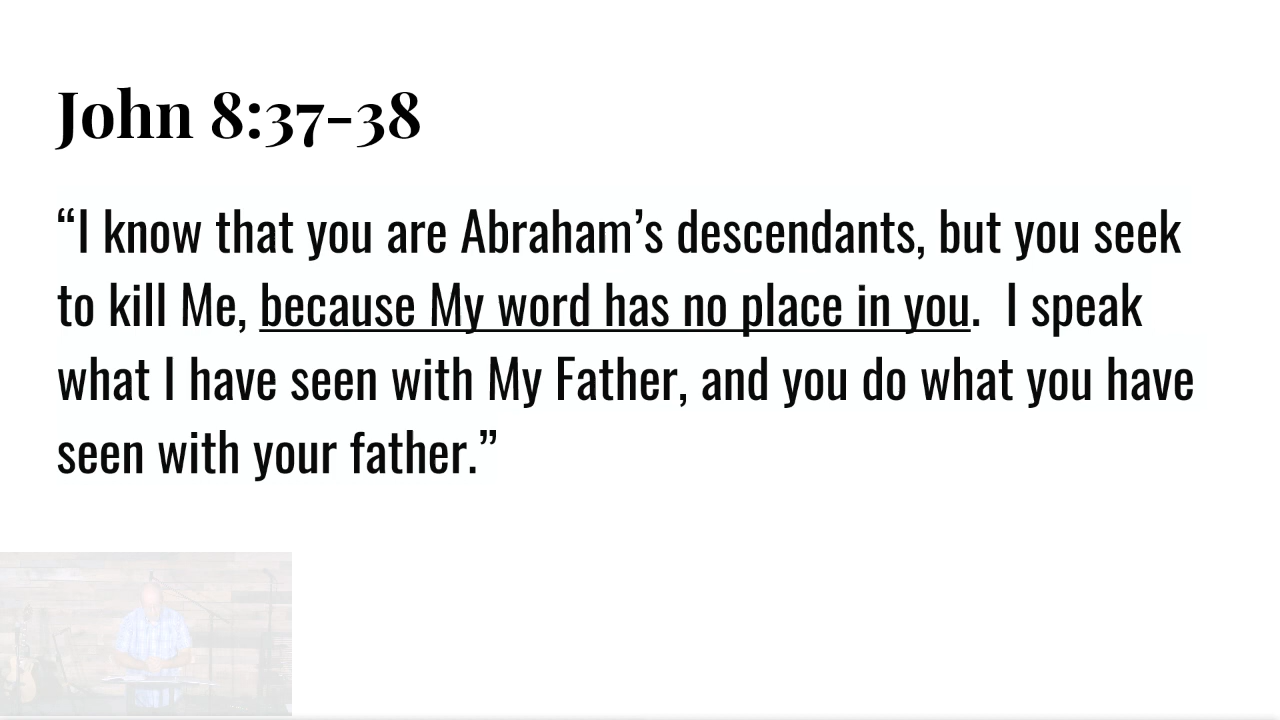 John 8:37-38
“I know that you are Abraham’s descendants, but you seek
to kill Me, because My word has no place in you.  I speak
what I have seen with My Father, and you do what you have
seen with your father.”